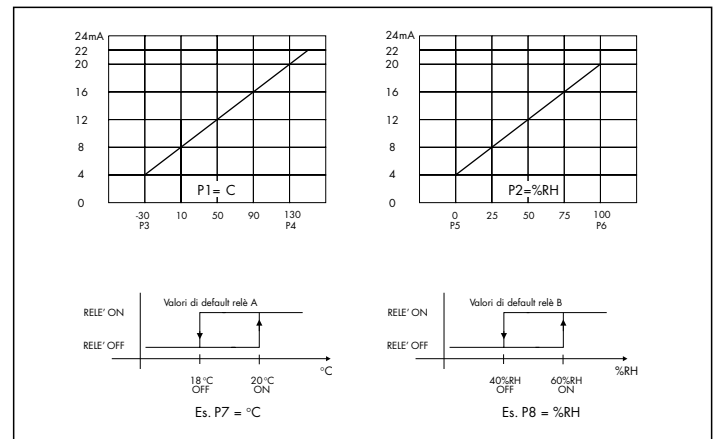 24mA
22
20
16
12
8
4
0
P1= C
-30 10 50 90 130
P3 P4
24mA
22
20
16
12
8
4
0
P2=%RH
0 25 50 75 100
P5 P6
Valori di default relè A
RELE' ON
RELE' OFF
°C
18°C 20°C
OFF ON
Es. P7 = °C
Valori di default relè B
RELE' ON
RELE' OFF
%RH
40%RH 60%RH
OFF ON
Es. P8 = %RH